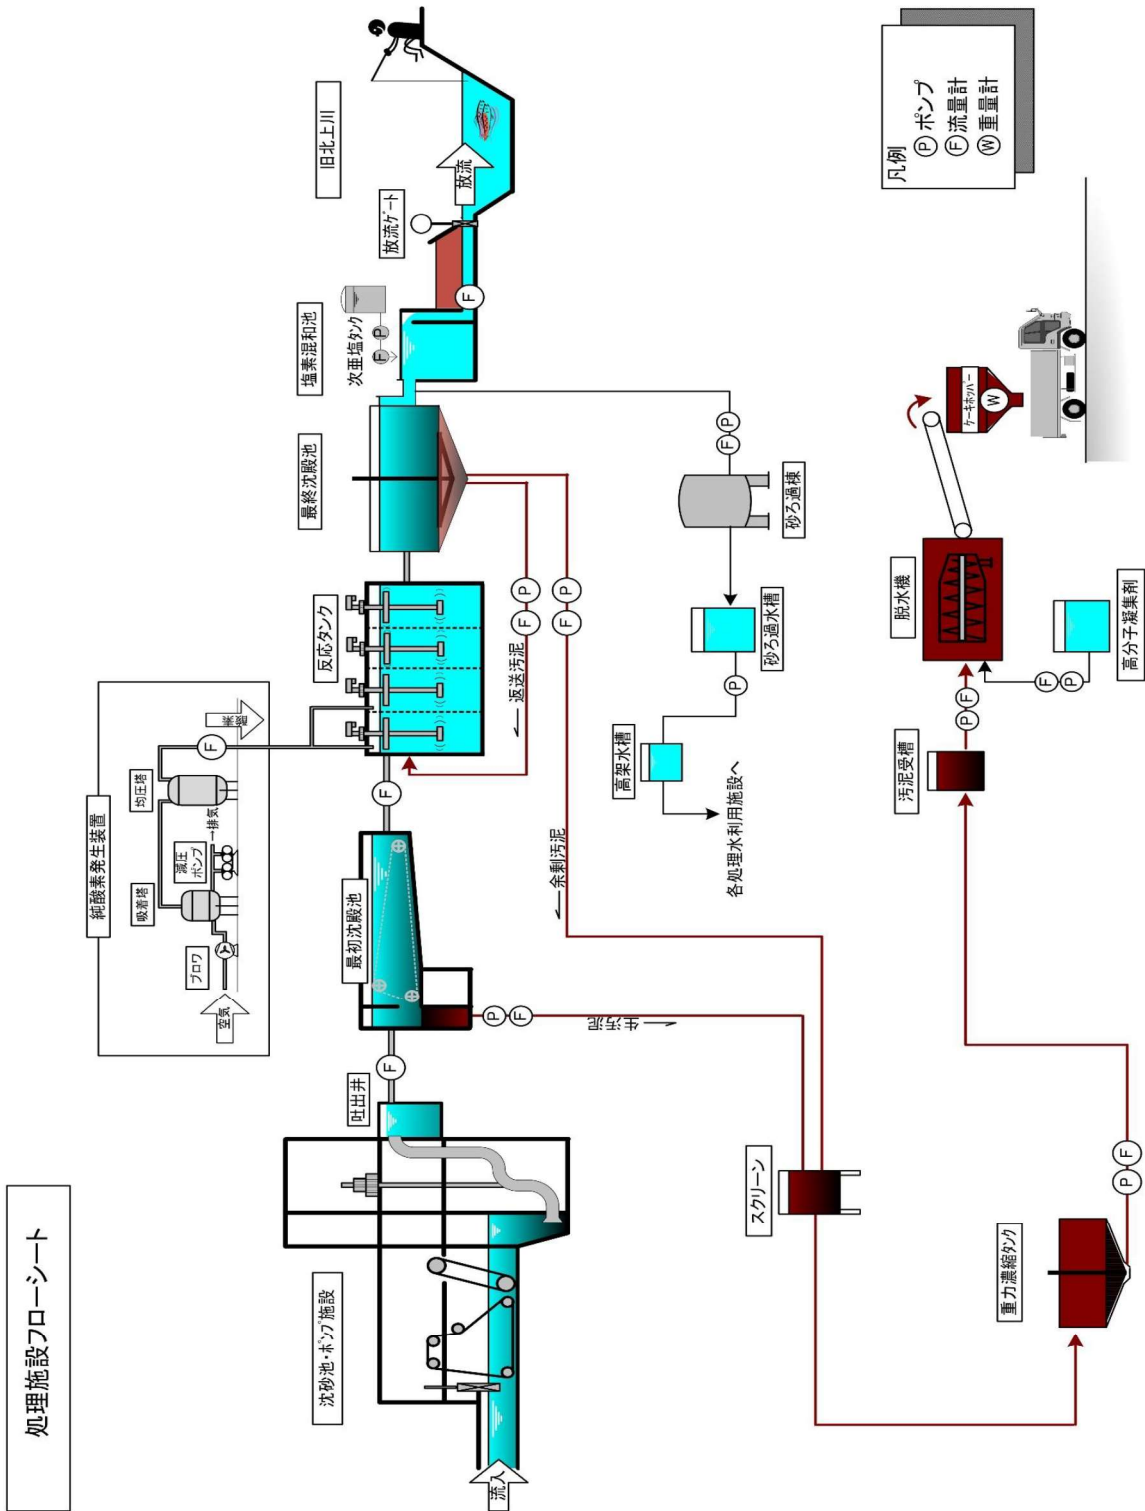 処理施設フローシート
純酸素発生装置
空気
ブロワ
吸着塔
減圧
ポンプ
→排気
均圧塔
酸素
F
流入
沈砂池・ポンプ施設
吐出井
F
最初沈殿池
F
反応タンク
最終沈殿池
塩素混和池
次亜塩タンク
F
P
F
放流ゲート
放流
旧北上川
P
F
生汚泥
返送汚泥
F
P
余剰汚泥
F
P
F
P
砂ろ過棟
砂ろ過水槽
P
高架水槽
各処理水利用施設へ
スクリーン
重力濃縮タンク
P
F
汚泥受槽
P
F
脱水機
F
P
高分子凝集剤
ケーキホッパー
W
凡例
P ポンプ
F 流量計
W 重量計